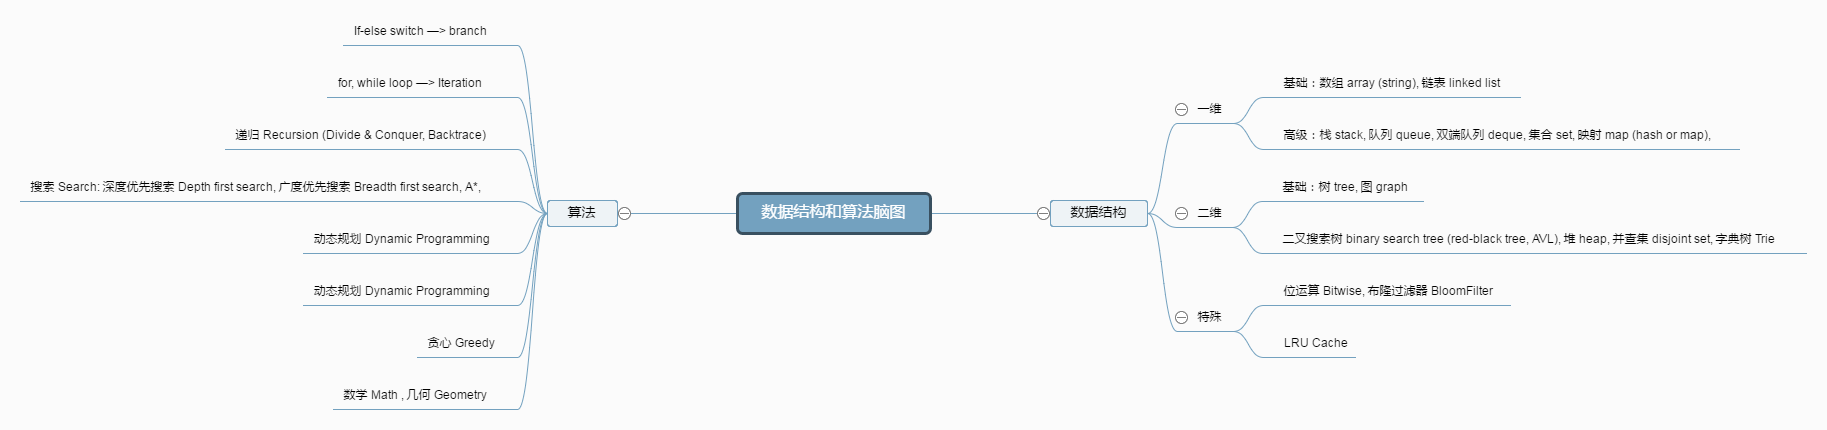 If-else switch —> branch
for, while loop —> Iteration
递归 Recursion (Divide & Conquer, Backtrace)
搜索 Search: 深度优先搜索 Depth first search, 广度优先搜索 Breadth first search, A*,
动态规划 Dynamic Programming
动态规划 Dynamic Programming
贪心 Greedy
数学 Math , 几何 Geometry
算法
数据结构和算法脑图
数据结构
一维
基础：数组 array (string), 链表 linked list
高级：栈 stack, 队列 queue, 双端队列 deque, 集合 set, 映射 map (hash or map),
二维
基础：树 tree, 图 graph
二叉搜索树 binary search tree (red-black tree, AVL), 堆 heap, 并查集 disjoint set, 字典树 Trie
特殊
位运算 Bitwise, 布隆过滤器 BloomFilter
LRU Cache